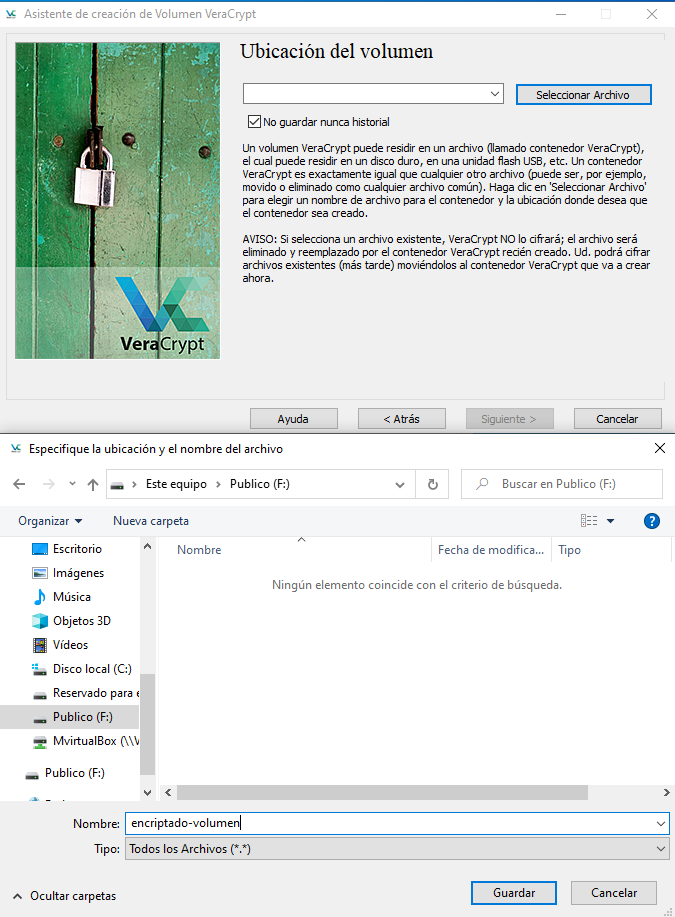 Asistente de creación de Volumen VeraCrypt
Ubicación del volumen
Seleccionar Archivo
No guardar nunca historial
Un volumen VeraCrypt puede residir en un archivo (llamado contenedor VeraCrypt),
el cual puede residir en un disco duro, en una unidad flash USB, etc. Un contenedor
VeraCrypt es exactamente igual que cualquier otro archivo (puede ser, por ejemplo,
movido o eliminado como cualquier archivo común). Haga clic en 'Seleccionar Archivo'
para elegir un nombre de archivo para el contenedor y la ubicación donde desea que
el contenedor sea creado.
AVISO: Si selecciona un archivo existente, VeraCrypt NO lo cifrará; el archivo será
eliminado y reemplazado por el contenedor VeraCrypt recién creado. Ud. podrá cifrar
archivos existentes (más tarde) moviéndolos al contenedor VeraCrypt que va a crear
ahora.
VeraCrypt
Ayuda
< Atrás
Siguiente >
Cancelar
Especifique la ubicación y el nombre del archivo
Este equipo > Publico (F:)
Buscar en Publico (F:)
Organizar
Nueva carpeta
Nombre
Fecha de modifica...
Tipo
Ningún elemento coincide con el criterio de búsqueda.
Escritorio
Imágenes
Música
Objetos 3D
Vídeos
Disco local (C:)
Reservado para e
Publico (F:)
MvirtualBox (\\V
Publico (F:)
Nombre: encriptado-volumen
Tipo: Todos los Archivos (*.*)
Ocultar carpetas
Guardar
Cancelar